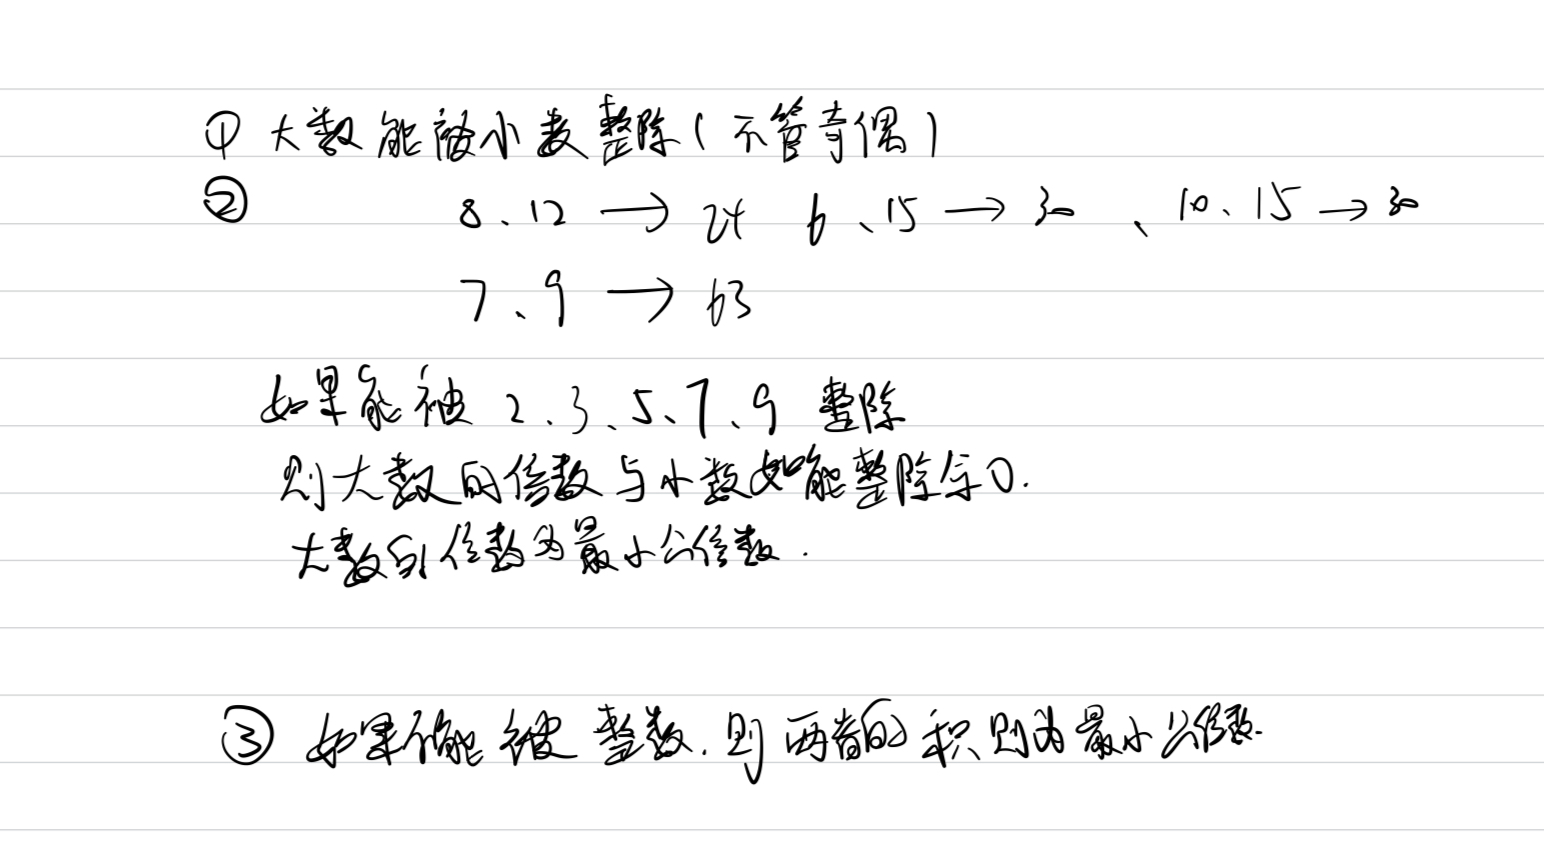 ① 大数能被小数整除(不管奇偶)
② 8、12 → 24 6、15 → 30 、10、15 → 30
7、9 → 63
如果能被 2、3、5、7、9 整除
则大数的倍数与小数如能整除余0.
大数的倍数为最小公倍数.
③ 如果不能被整数.则两者的积则为最小公倍数.